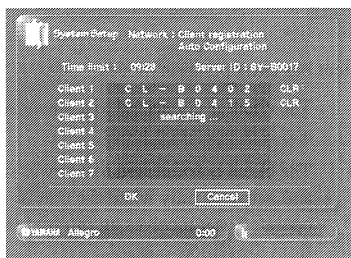 System Setup Network : Client registration
Auto Configuration
Time limit : 09:28 Server ID : SV-B0017
Client 1 C L - B 0 4 0 2 CLR
Client 2 C L - B 0 4 1 5 CLR
Client 3 searching ...
Client 4
Client 5
Client 6
Client 7
OK Cancel
YAMAHA Allegro 0:00